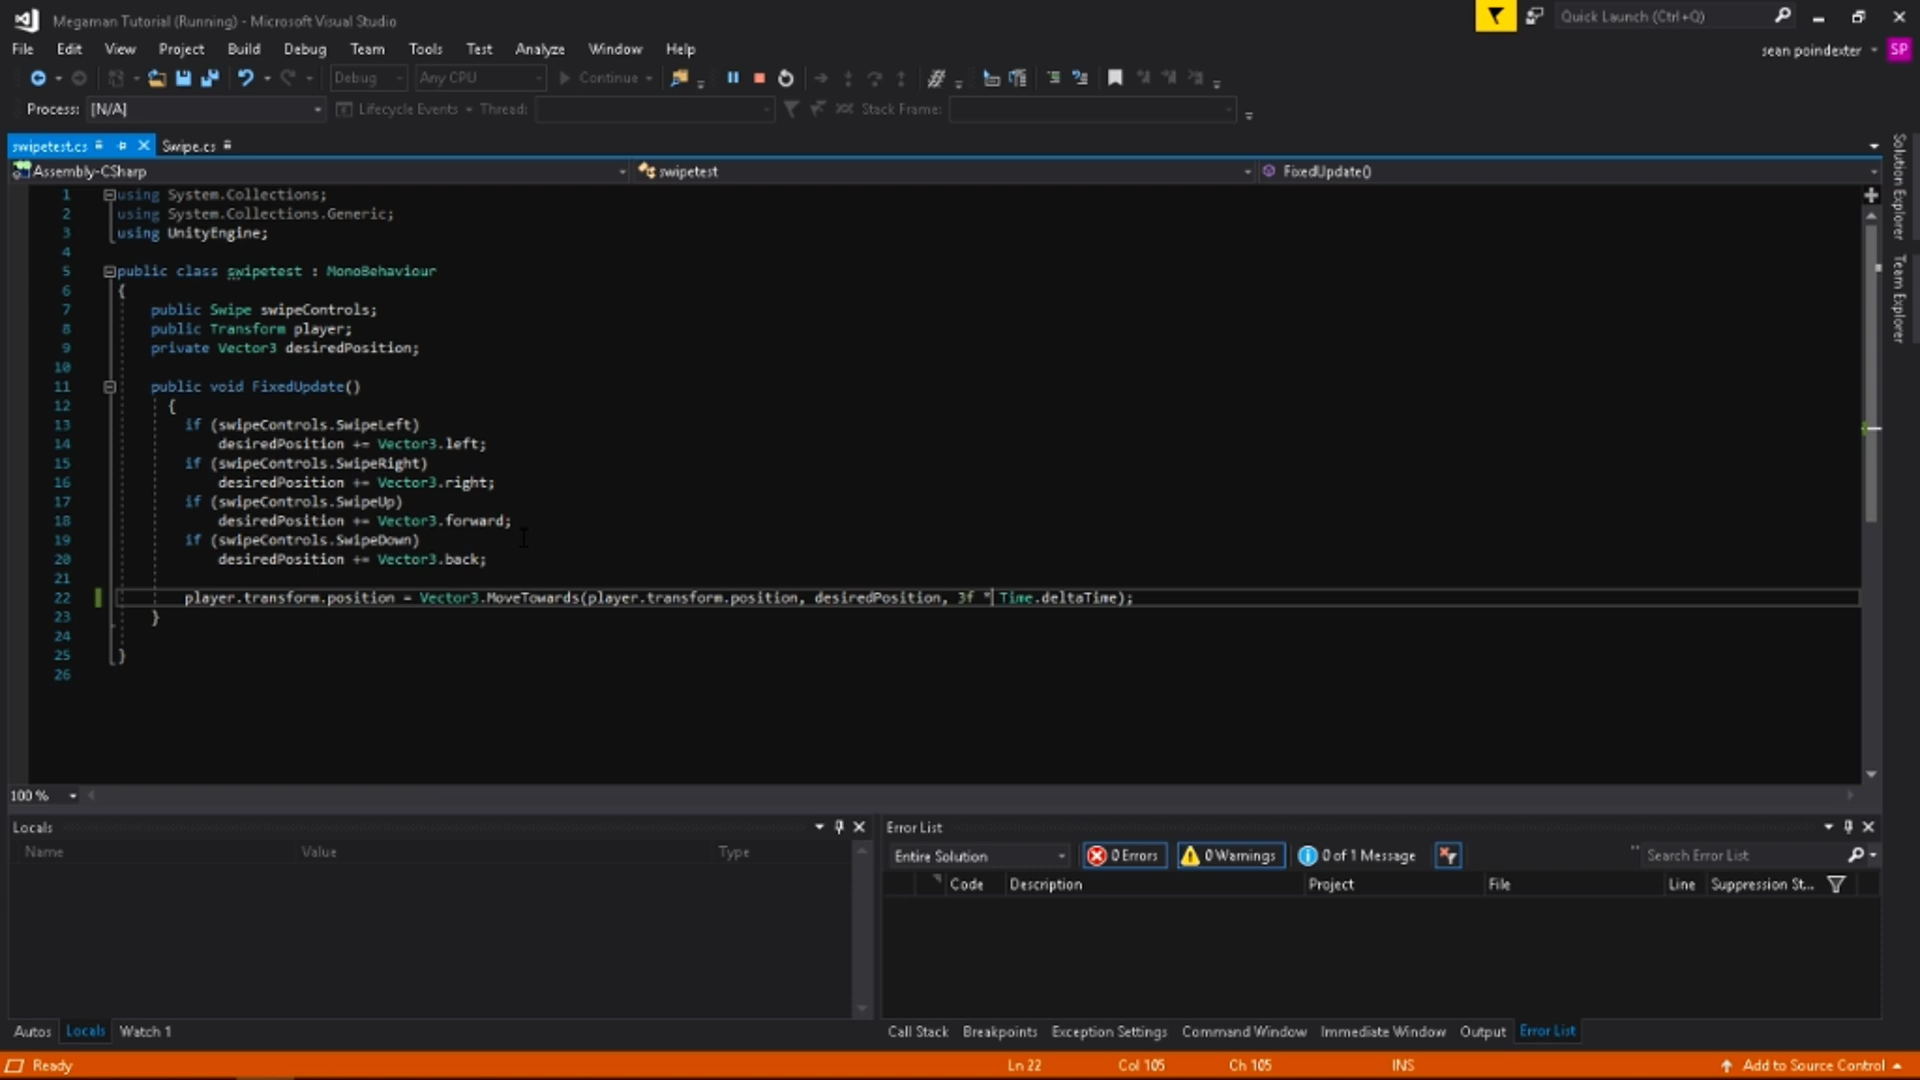 Megaman Tutorial (Running) - Microsoft Visual Studio
Quick Launch (Ctrl+Q)
File Edit View Project Build Debug Team Tools Test Analyze Window Help
sean poindexter SP
Debug Any CPU Continue
Process: [N/A] Lifecycle Events Thread: Stack Frame:
swipetest.cs Swipe.cs
Assembly-CSharp swipetest FixedUpdate()
1 using System.Collections;
2 using System.Collections.Generic;
3 using UnityEngine;
4
5 public class swipetest : MonoBehaviour
6 {
7 public Swipe swipeControls;
8 public Transform player;
9 private Vector3 desiredPosition;
10
11 public void FixedUpdate()
12 {
13 if (swipeControls.SwipeLeft)
14 desiredPosition += Vector3.left;
15 if (swipeControls.SwipeRight)
16 desiredPosition += Vector3.right;
17 if (swipeControls.SwipeUp)
18 desiredPosition += Vector3.forward;
19 if (swipeControls.SwipeDown)
20 desiredPosition += Vector3.back;
21
22 player.transform.position = Vector3.MoveTowards(player.transform.position, desiredPosition, 3f * Time.deltaTime);
23 }
24
25 }
26
Solution Explorer
Team Explorer
100 %
Locals
Name Value Type
Autos Locals Watch 1
Error List
Entire Solution 0 Errors 0 Warnings 0 of 1 Message Search Error List
Code Description Project File Line Suppression St...
Call Stack Breakpoints Exception Settings Command Window Immediate Window Output Error List
Ready Ln 22 Col 105 Ch 105 INS Add to Source Control